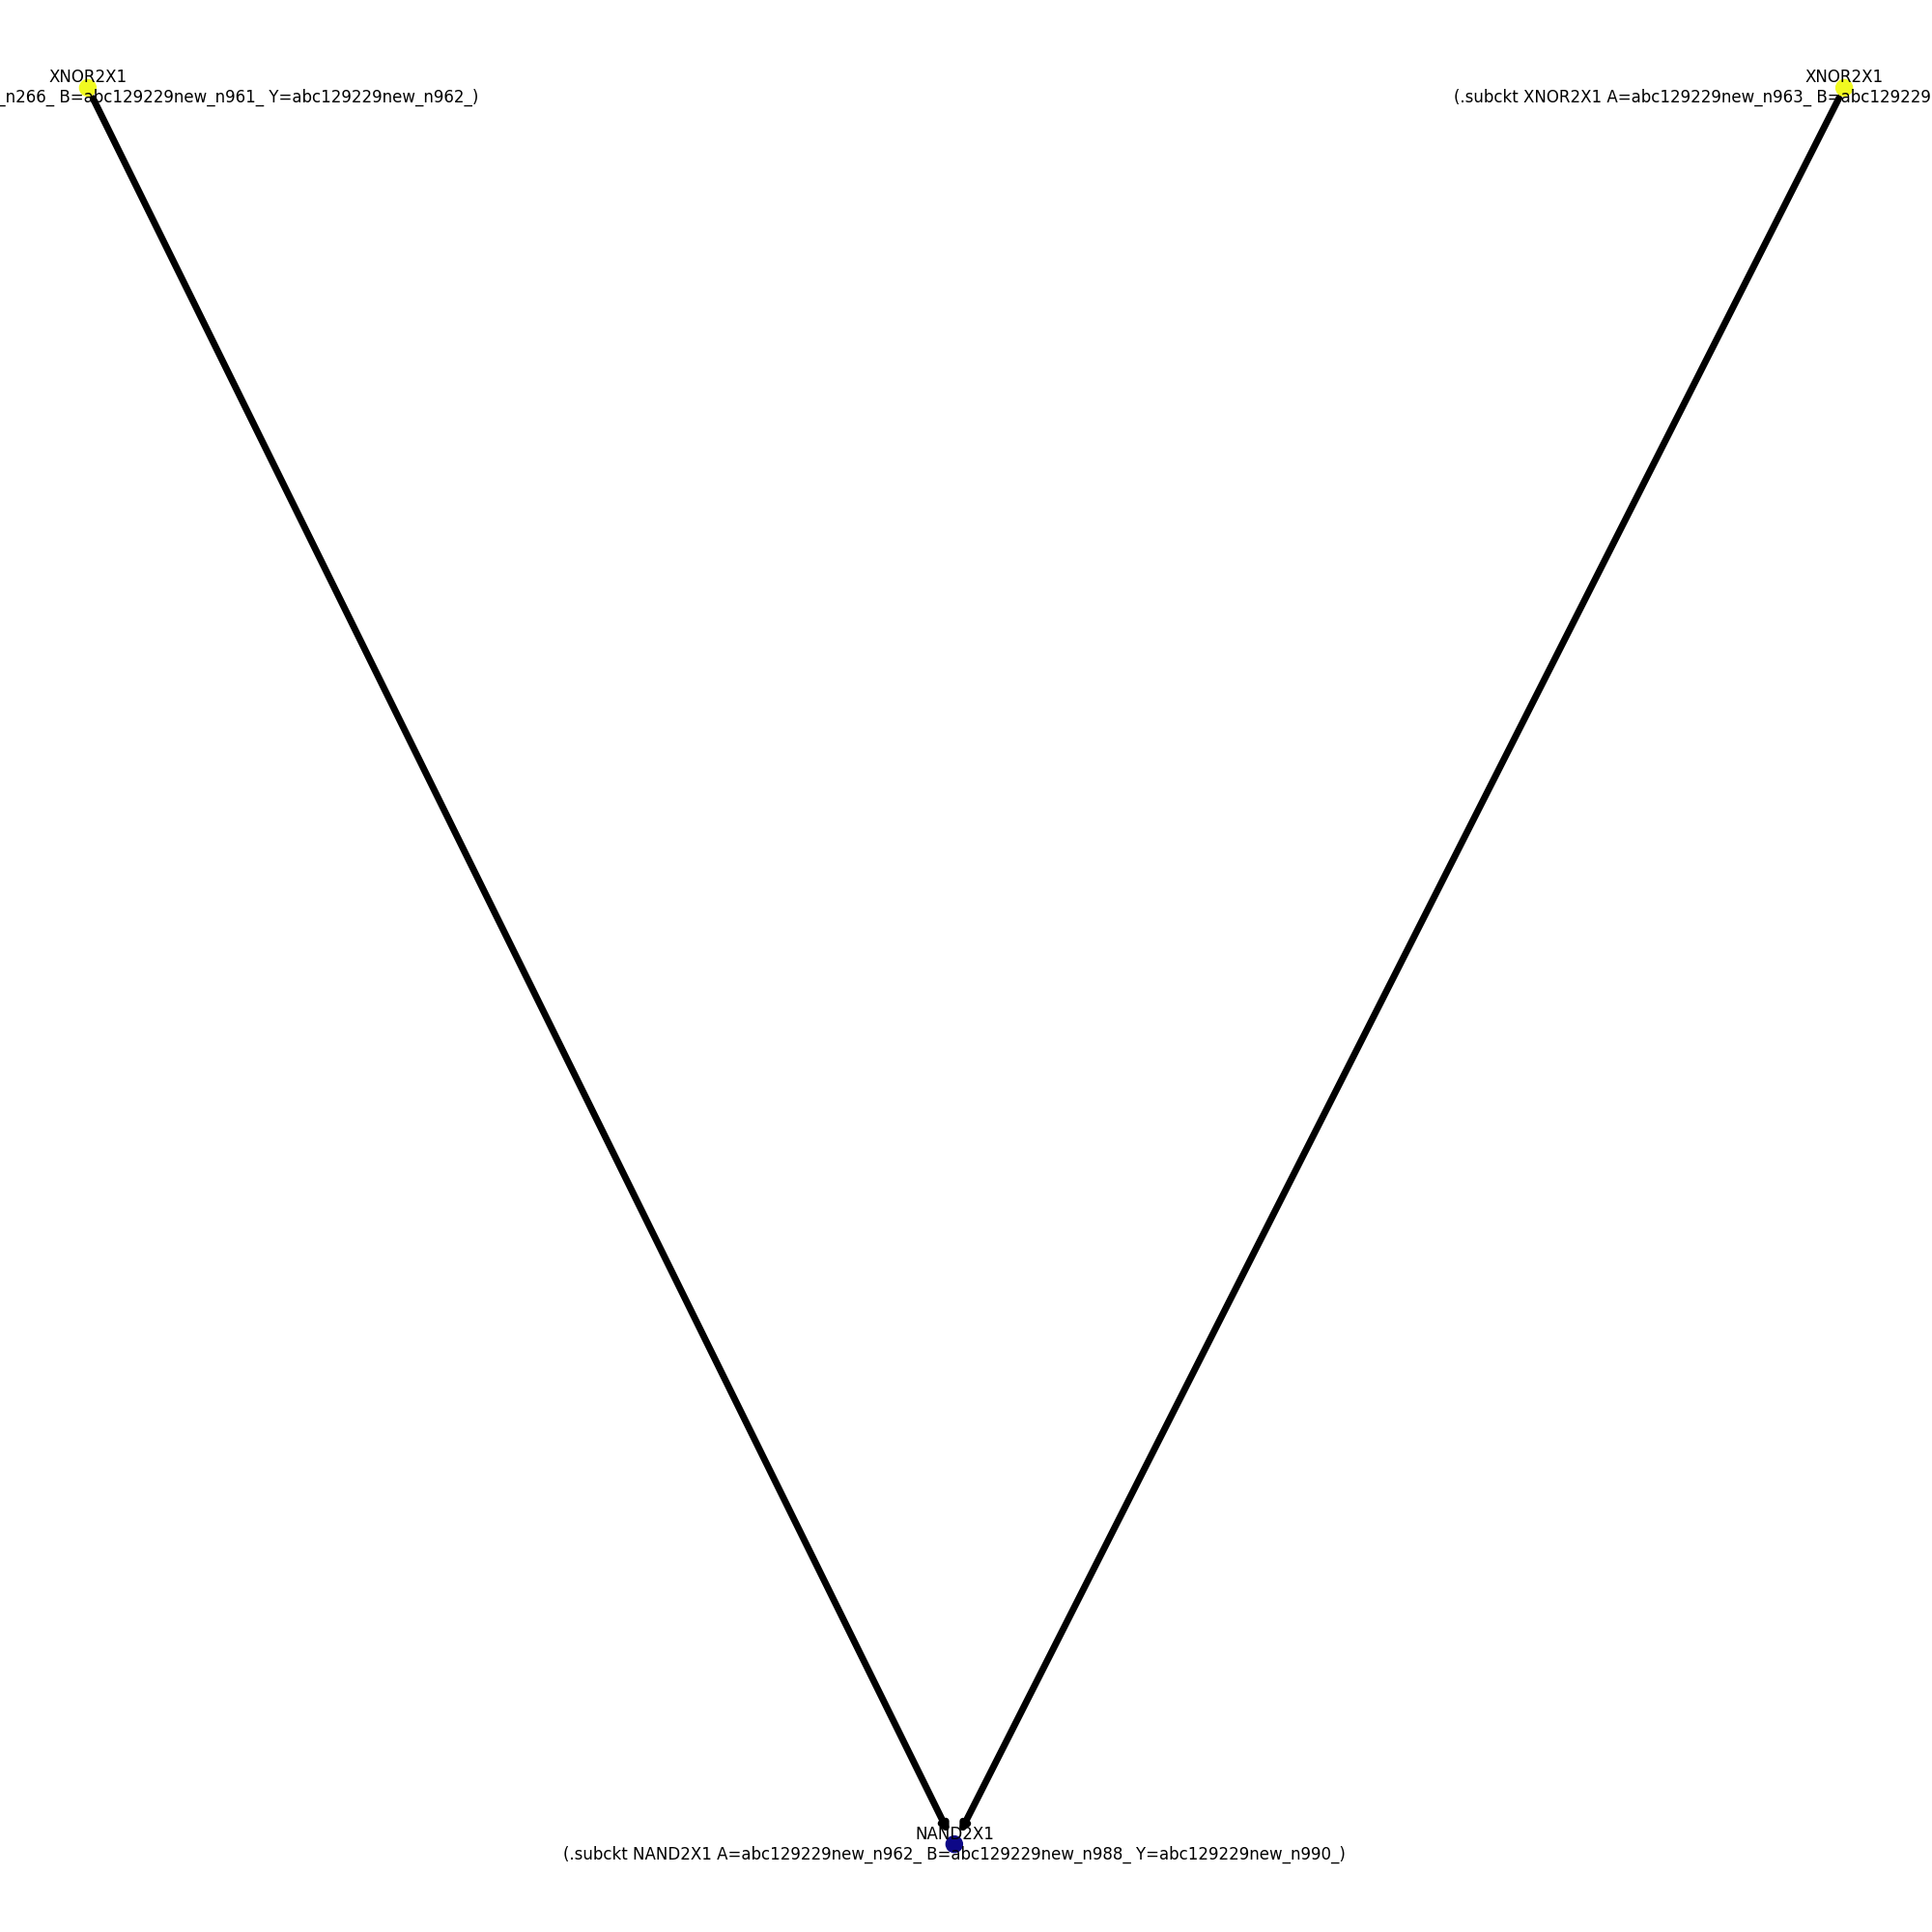 XNOR2X1
_n266_ B=abc129229new_n961_ Y=abc129229new_n962_)
XNOR2X1
(.subckt XNOR2X1 A=abc129229new_n963_ B=abc129229
NAND2X1
(.subckt NAND2X1 A=abc129229new_n962_ B=abc129229new_n988_ Y=abc129229new_n990_)